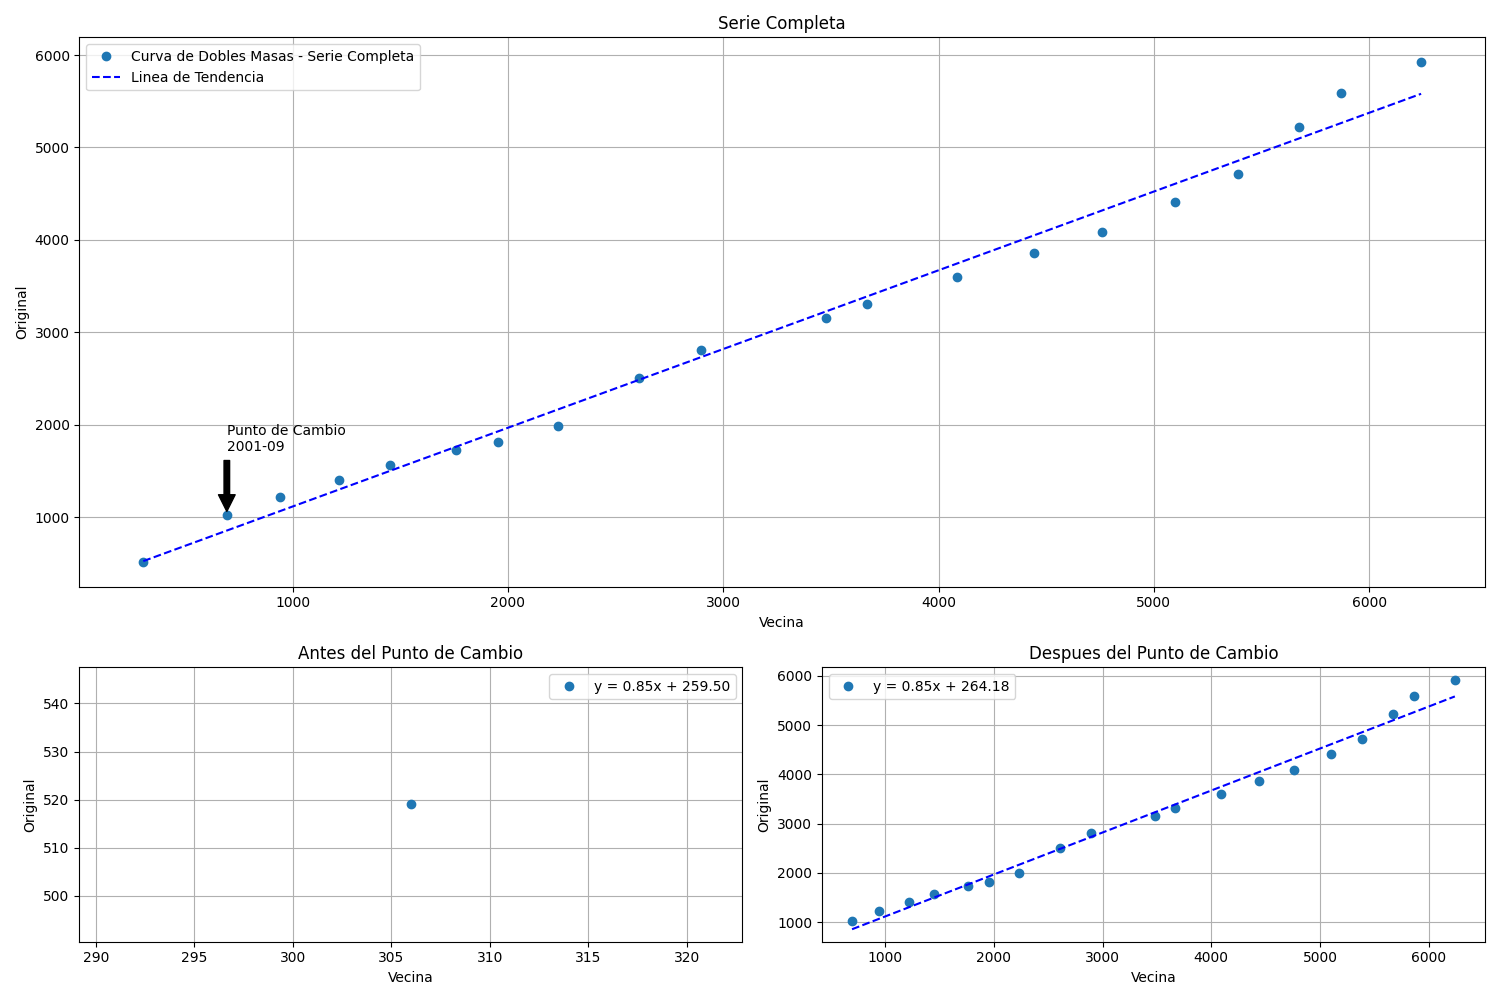 Serie Completa
Curva de Dobles Masas - Serie Completa
Linea de Tendencia
6000
5000
4000
3000
2000
1000
Original
Punto de Cambio
2001-09
1000 2000 3000 4000 5000 6000
Vecina
Antes del Punto de Cambio
y = 0.85x + 259.50
540
530
520
510
500
Original
290 295 300 305 310 315 320
Vecina
Despues del Punto de Cambio
y = 0.85x + 264.18
6000
5000
4000
3000
2000
1000
Original
1000 2000 3000 4000 5000 6000
Vecina